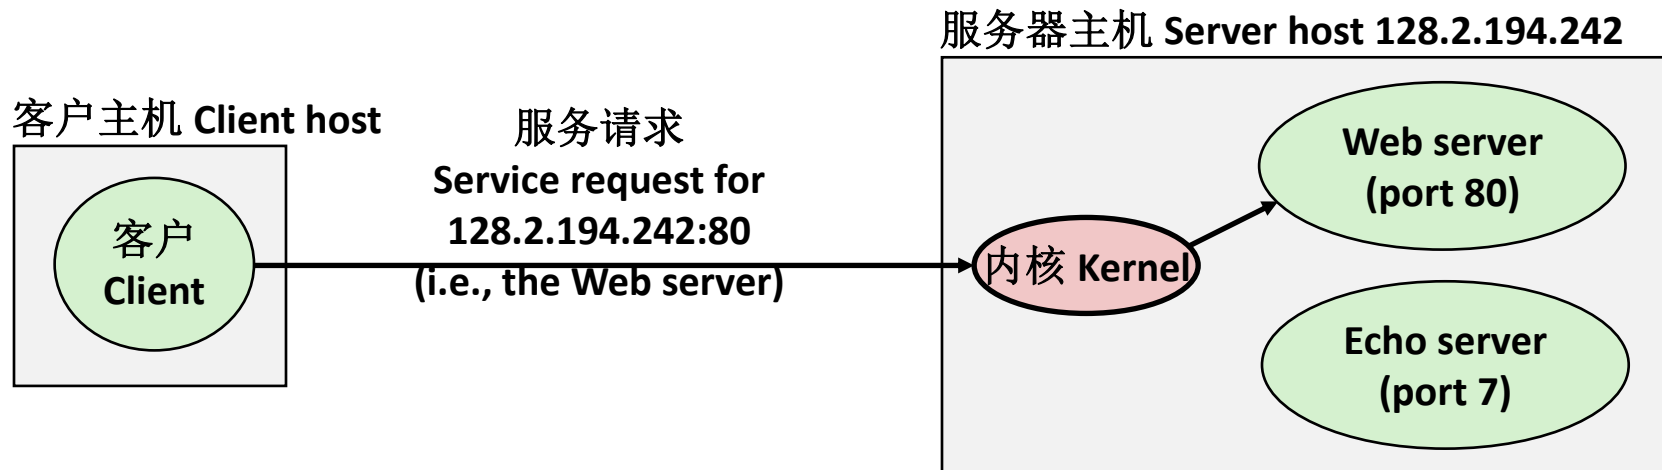 服务器主机 Server host 128.2.194.242
客户主机 Client host
服务请求
Service request for
128.2.194.242:80
(i.e., the Web server)
客户
Client
内核 Kernel
Web server
(port 80)
Echo server
(port 7)